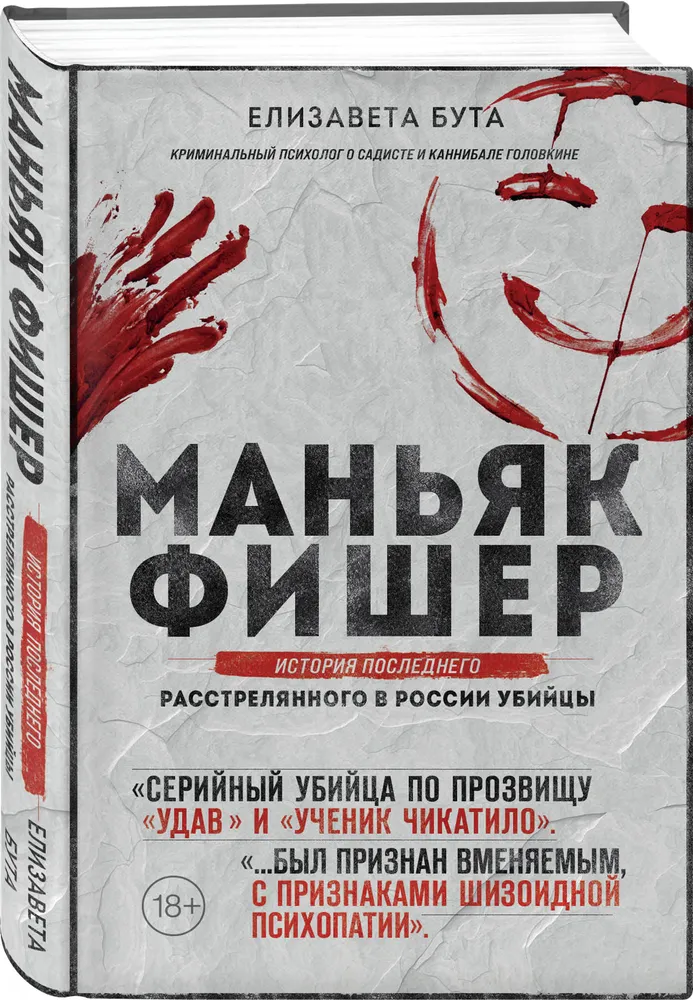 ЕЛИЗАВЕТА БУТА
КРИМИНАЛЬНЫЙ ПСИХОЛОГ О САДИСТЕ И КАННИБАЛЕ ГОЛОВКИНЕ
МАНЬЯК
ФИШЕР
ИСТОРИЯ ПОСЛЕДНЕГО
РАССТРЕЛЯННОГО В РОССИИ УБИЙЦЫ
«СЕРИЙНЫЙ УБИЙЦА ПО ПРОЗВИЩУ
«УДАВ» И «УЧЕНИК ЧИКАТИЛО».
«...БЫЛ ПРИЗНАН ВМЕНЯЕМЫМ,
С ПРИЗНАКАМИ ШИЗОИДНОЙ
ПСИХОПАТИИ».
18+
МАНЬЯК ФИШЕР
ИСТОРИЯ ПОСЛЕДНЕГО
РАССТРЕЛЯННОГО В РОССИИ УБИЙЦЫ
ЕЛИЗАВЕТА
БУТА